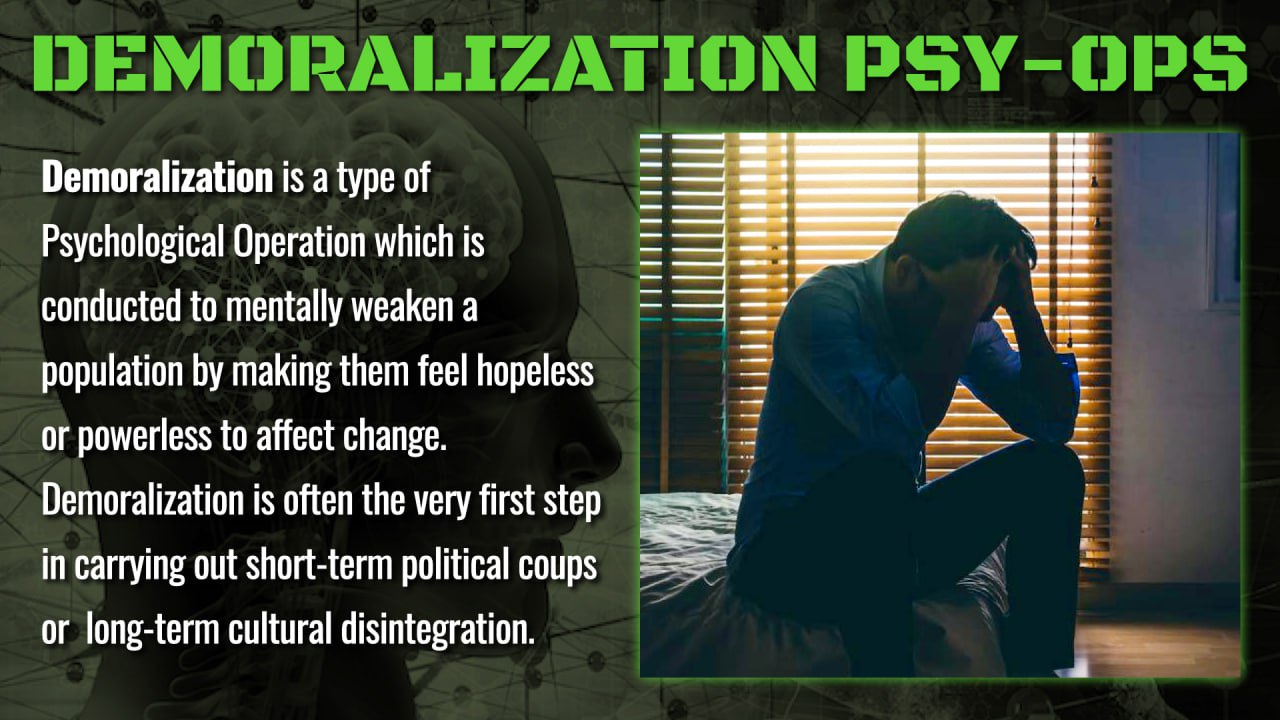 DEMORALIZATION PSY-OPS
Demoralization is a type of
Psychological Operation which is
conducted to mentally weaken a
population by making them feel hopeless
or powerless to affect change.
Demoralization is often the very first step
in carrying out short-term political coups
or long-term cultural disintegration.